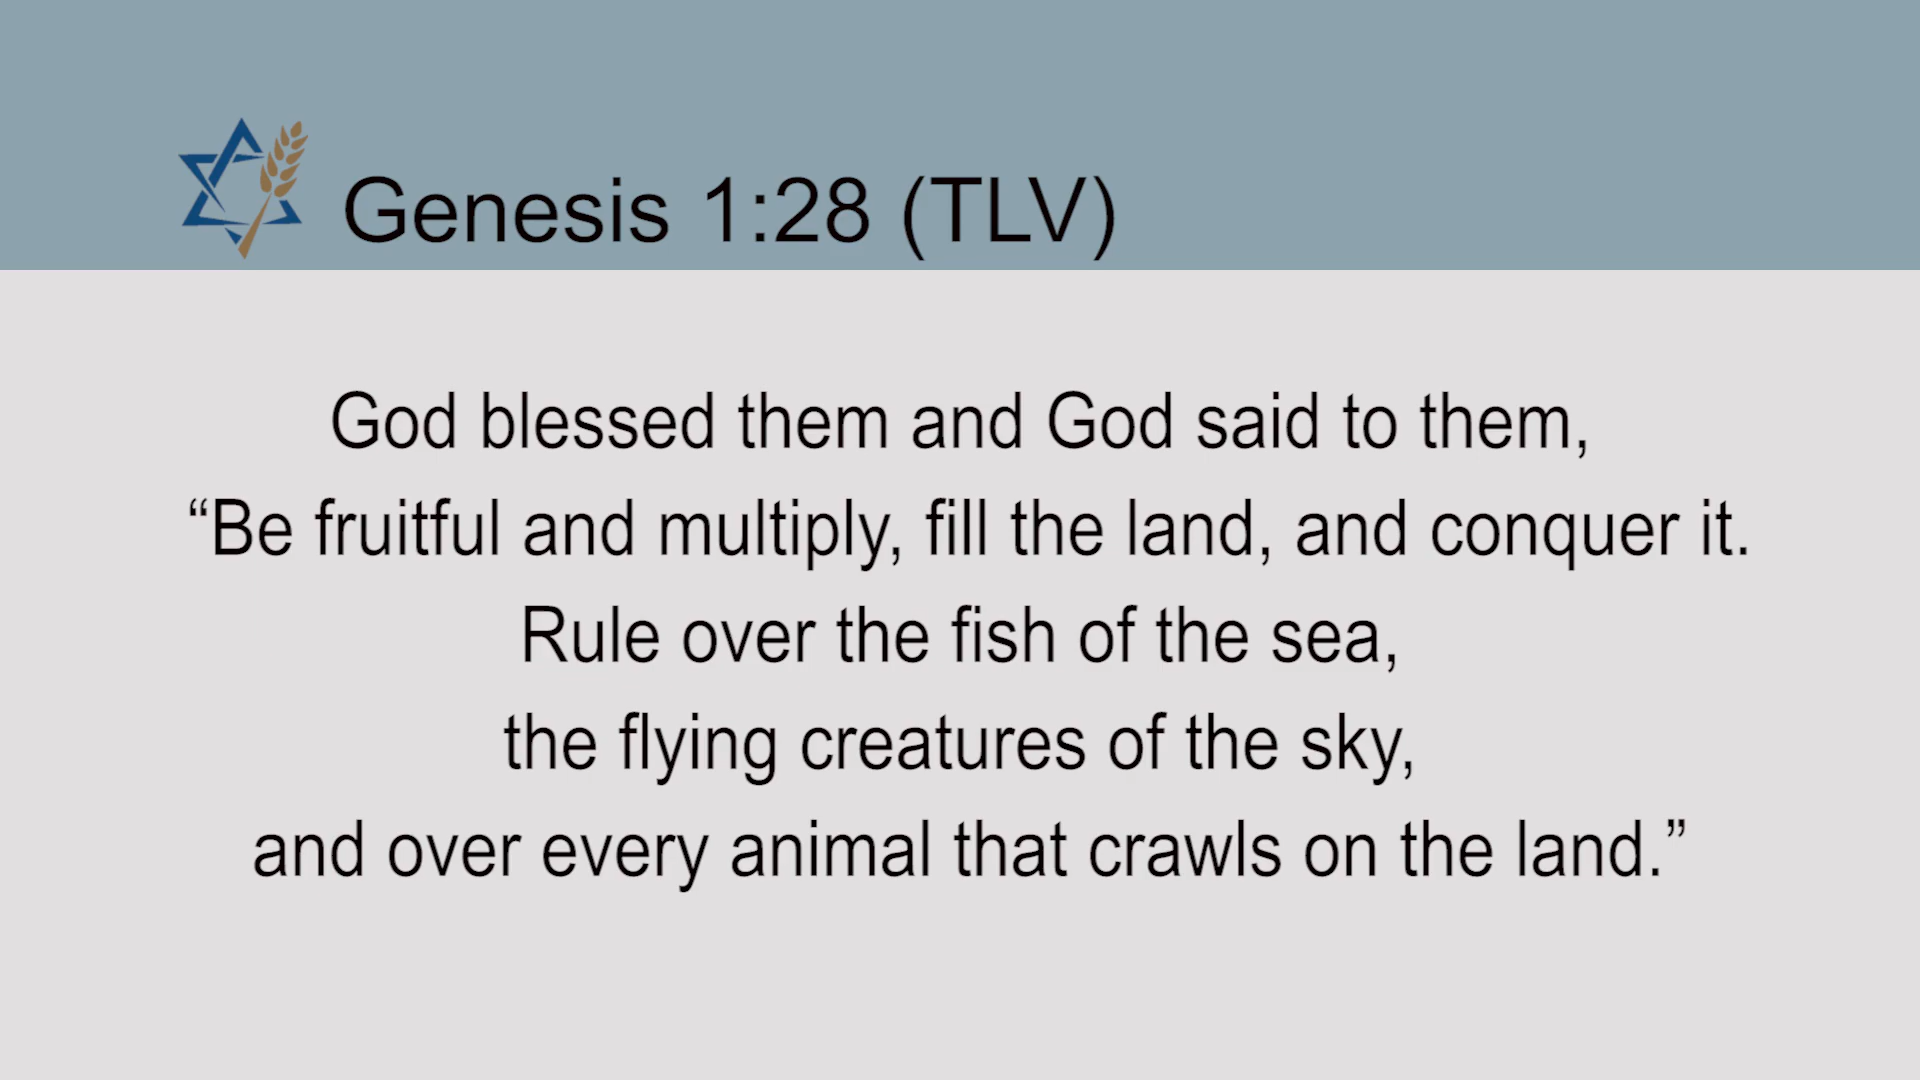 Genesis 1:28 (TLV)
God blessed them and God said to them,
“Be fruitful and multiply, fill the land, and conquer it.
Rule over the fish of the sea,
the flying creatures of the sky,
and over every animal that crawls on the land.”